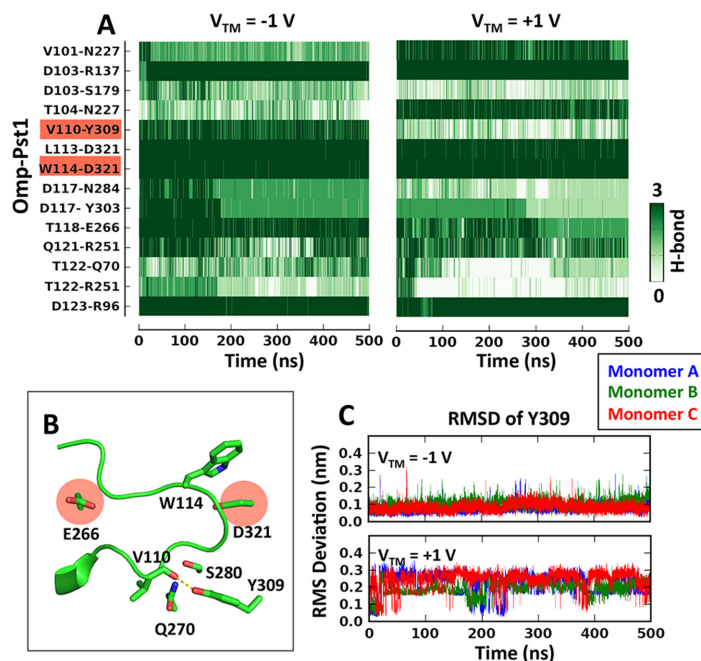 A
V_TM = -1 V
V_TM = +1 V
Omp-Pst1
V101-N227
D103-R137
D103-S179
T104-N227
V110-Y309
L113-D321
W114-D321
D117-N284
D117- Y303
T118-E266
Q121-R251
T122-Q70
T122-R251
D123-R96
3
H-bond
0
0 100 200 300 400 500
0 100 200 300 400 500
Time (ns)
Time (ns)
Monomer A
Monomer B
Monomer C
B
W114
E266
D321
V110
S280
Y309
Q270
C
RMSD of Y309
RMS Deviation (nm)
V_TM = -1 V
0.4
0.3
0.2
0.1
0.0
V_TM = +1 V
0.4
0.3
0.2
0.1
0.0
0 100 200 300 400 500
Time (ns)